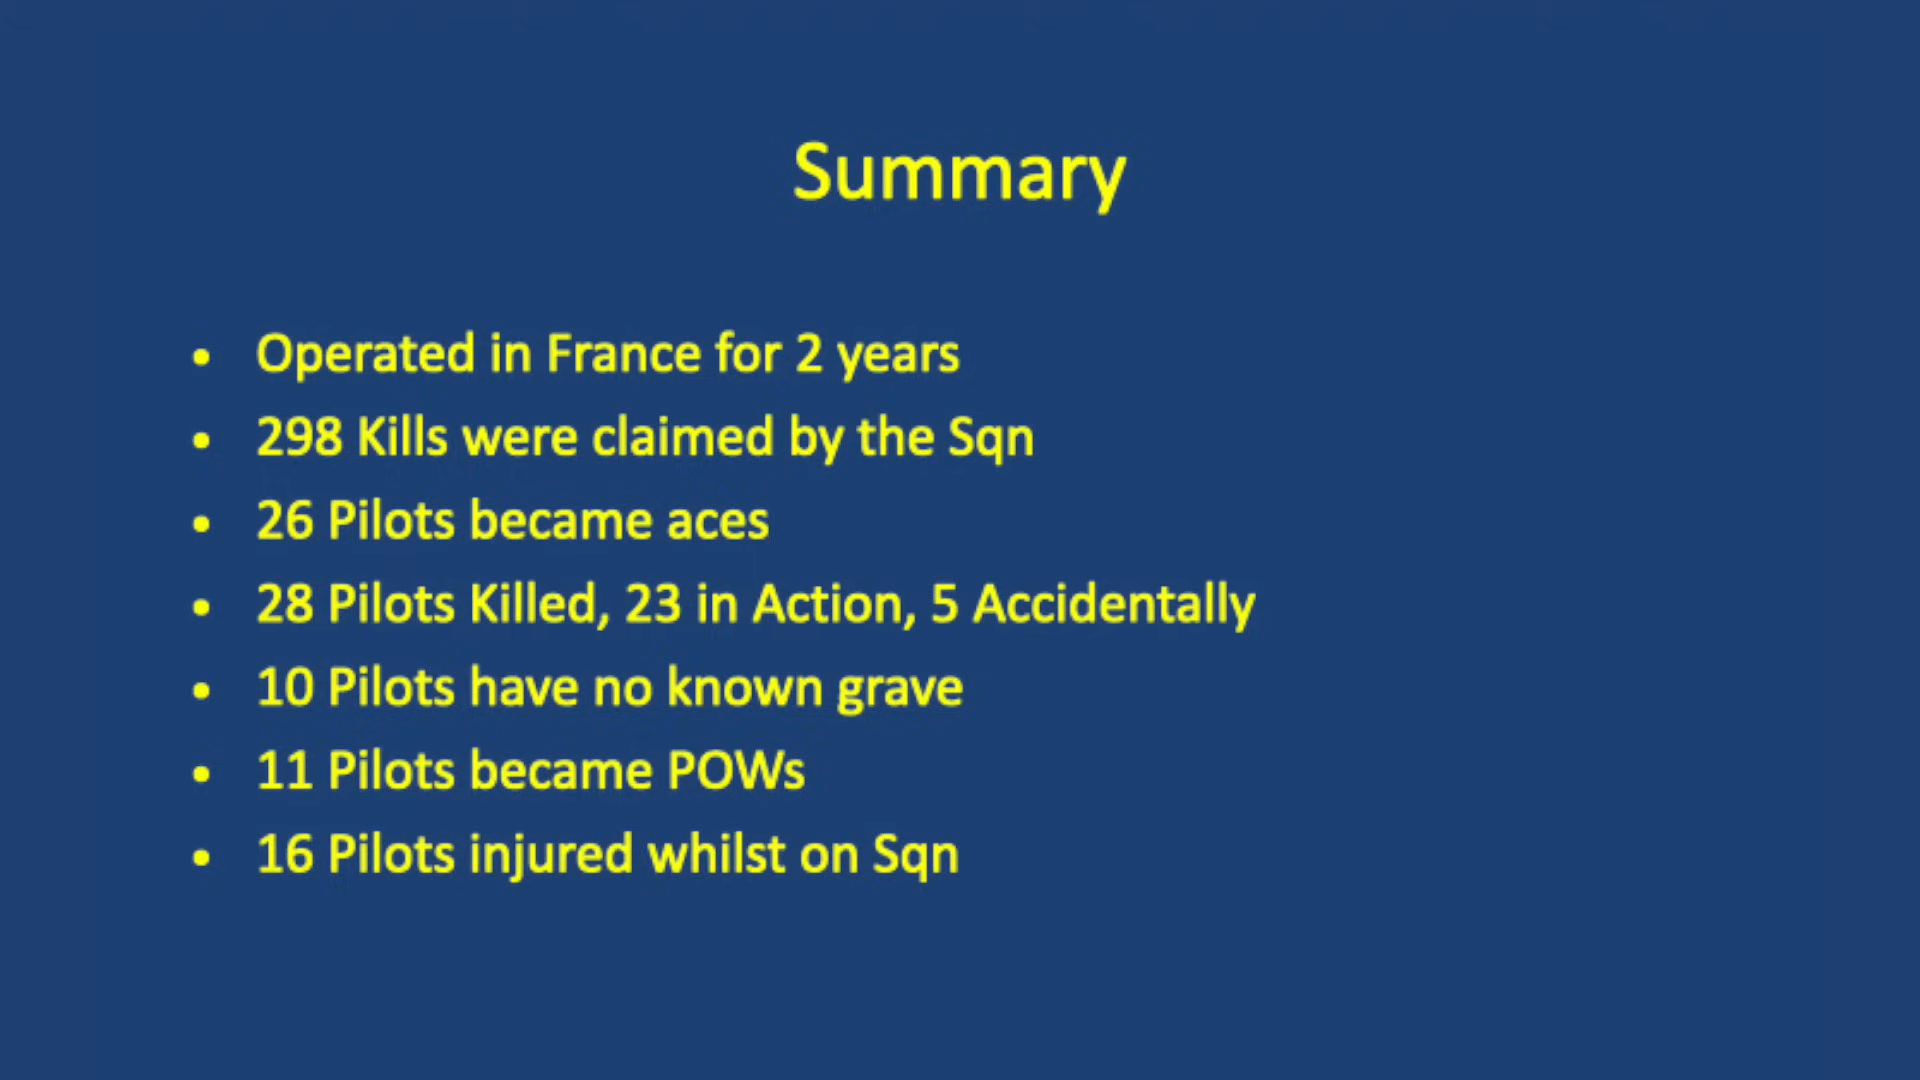 Summary
• Operated in France for 2 years
• 298 Kills were claimed by the Sqn
• 26 Pilots became aces
• 28 Pilots Killed, 23 in Action, 5 Accidentally
• 10 Pilots have no known grave
• 11 Pilots became POWs
• 16 Pilots injured whilst on Sqn